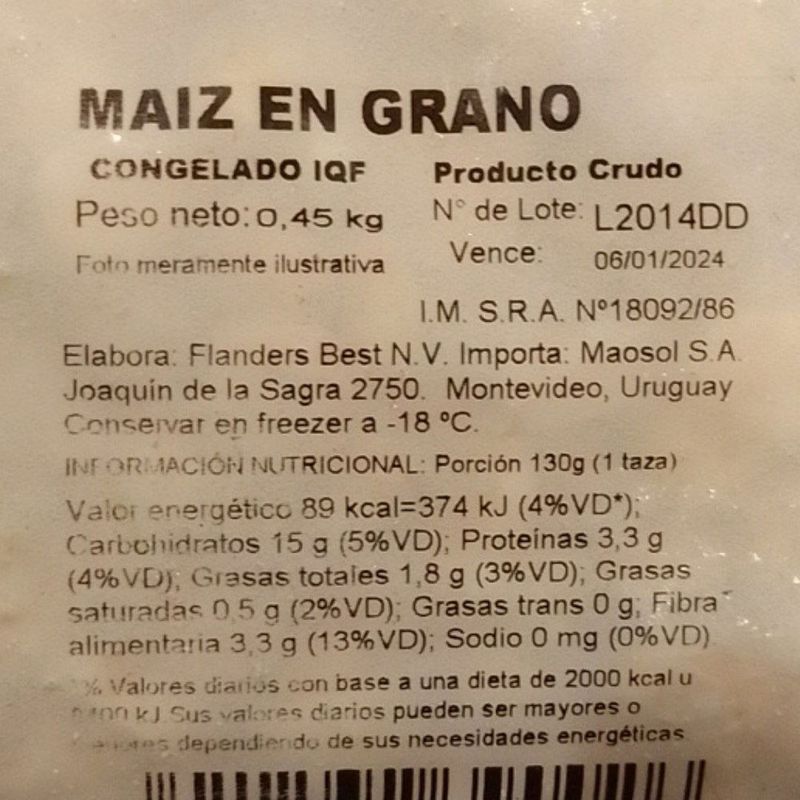 MAIZ EN GRANO
CONGELADO IQF Producto Crudo
Peso neto: 0,45 kg N° de Lote: L2014DD
Foto meramente ilustrativa Vence: 06/01/2024
I.M. S.R.A. Nº18092/86
Elabora: Flanders Best N.V. Importa: Maosol S.A.
Joaquín de la Sagra 2750. Montevideo, Uruguay
Conservar en freezer a -18 ºC.
INFORMACIÓN NUTRICIONAL: Porción 130g (1 taza)
Valor energético 89 kcal=374 kJ (4%VD*);
Carbohidratos 15 g (5%VD); Proteínas 3,3 g
(4%VD); Grasas totales 1,8 g (3%VD); Grasas
saturadas 0,5 g (2%VD); Grasas trans 0 g; Fibra
alimentaria 3,3 g (13%VD); Sodio 0 mg (0%VD)
% Valores diarios con base a una dieta de 2000 kcal u
kJ Sus valores diarios pueden ser mayores o
dependiendo de sus necesidades energéticas